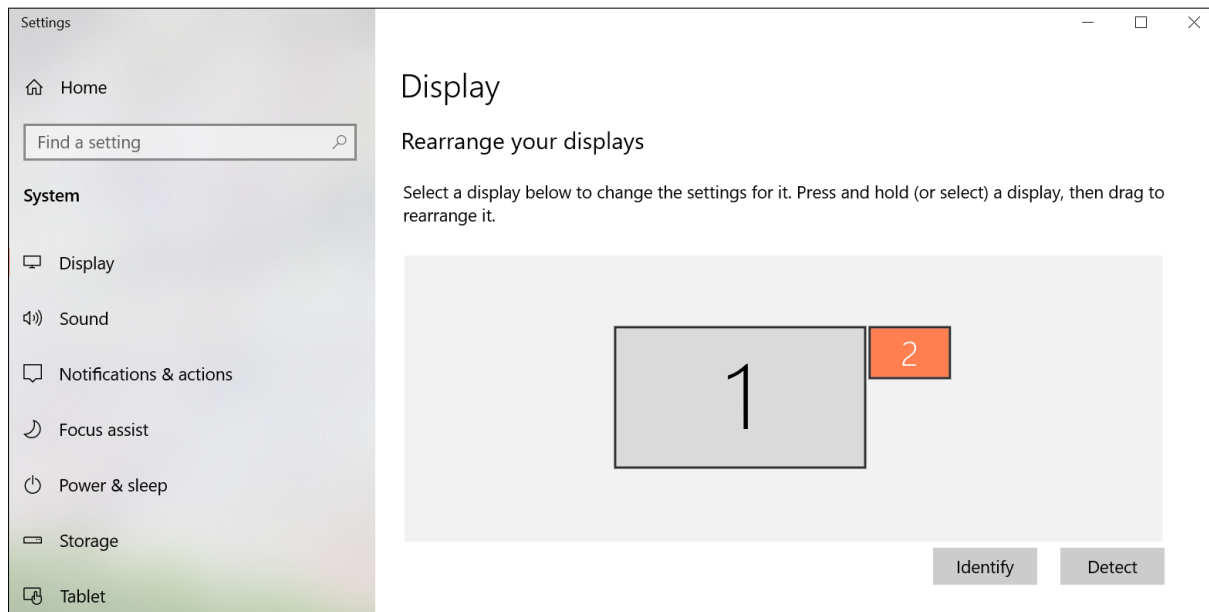 Settings
Home
Find a setting
System
Display
Sound
Notifications & actions
Focus assist
Power & sleep
Storage
Tablet
Display
Rearrange your displays
Select a display below to change the settings for it. Press and hold (or select) a display, then drag to
rearrange it.
1
2
Identify
Detect